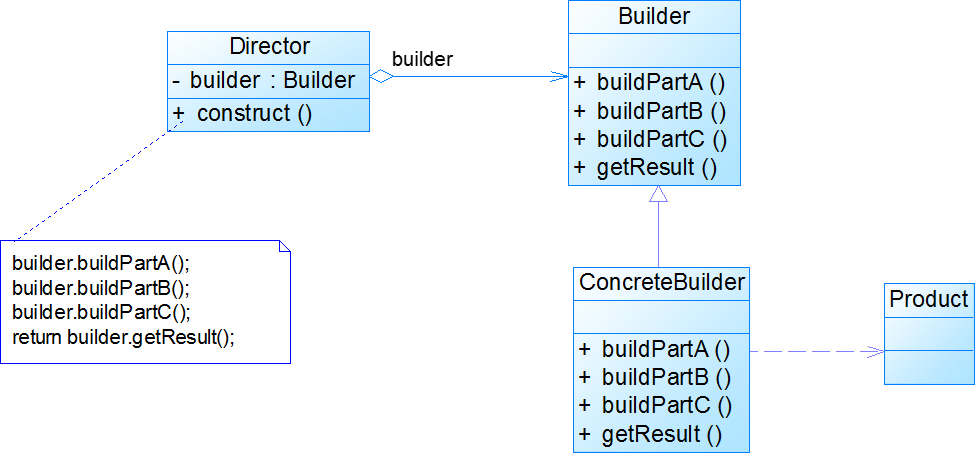 Director
- builder : Builder
+ construct ()
builder
Builder
+ buildPartA ()
+ buildPartB ()
+ buildPartC ()
+ getResult ()
builder.buildPartA();
builder.buildPartB();
builder.buildPartC();
return builder.getResult();
ConcreteBuilder
+ buildPartA ()
+ buildPartB ()
+ buildPartC ()
+ getResult ()
Product